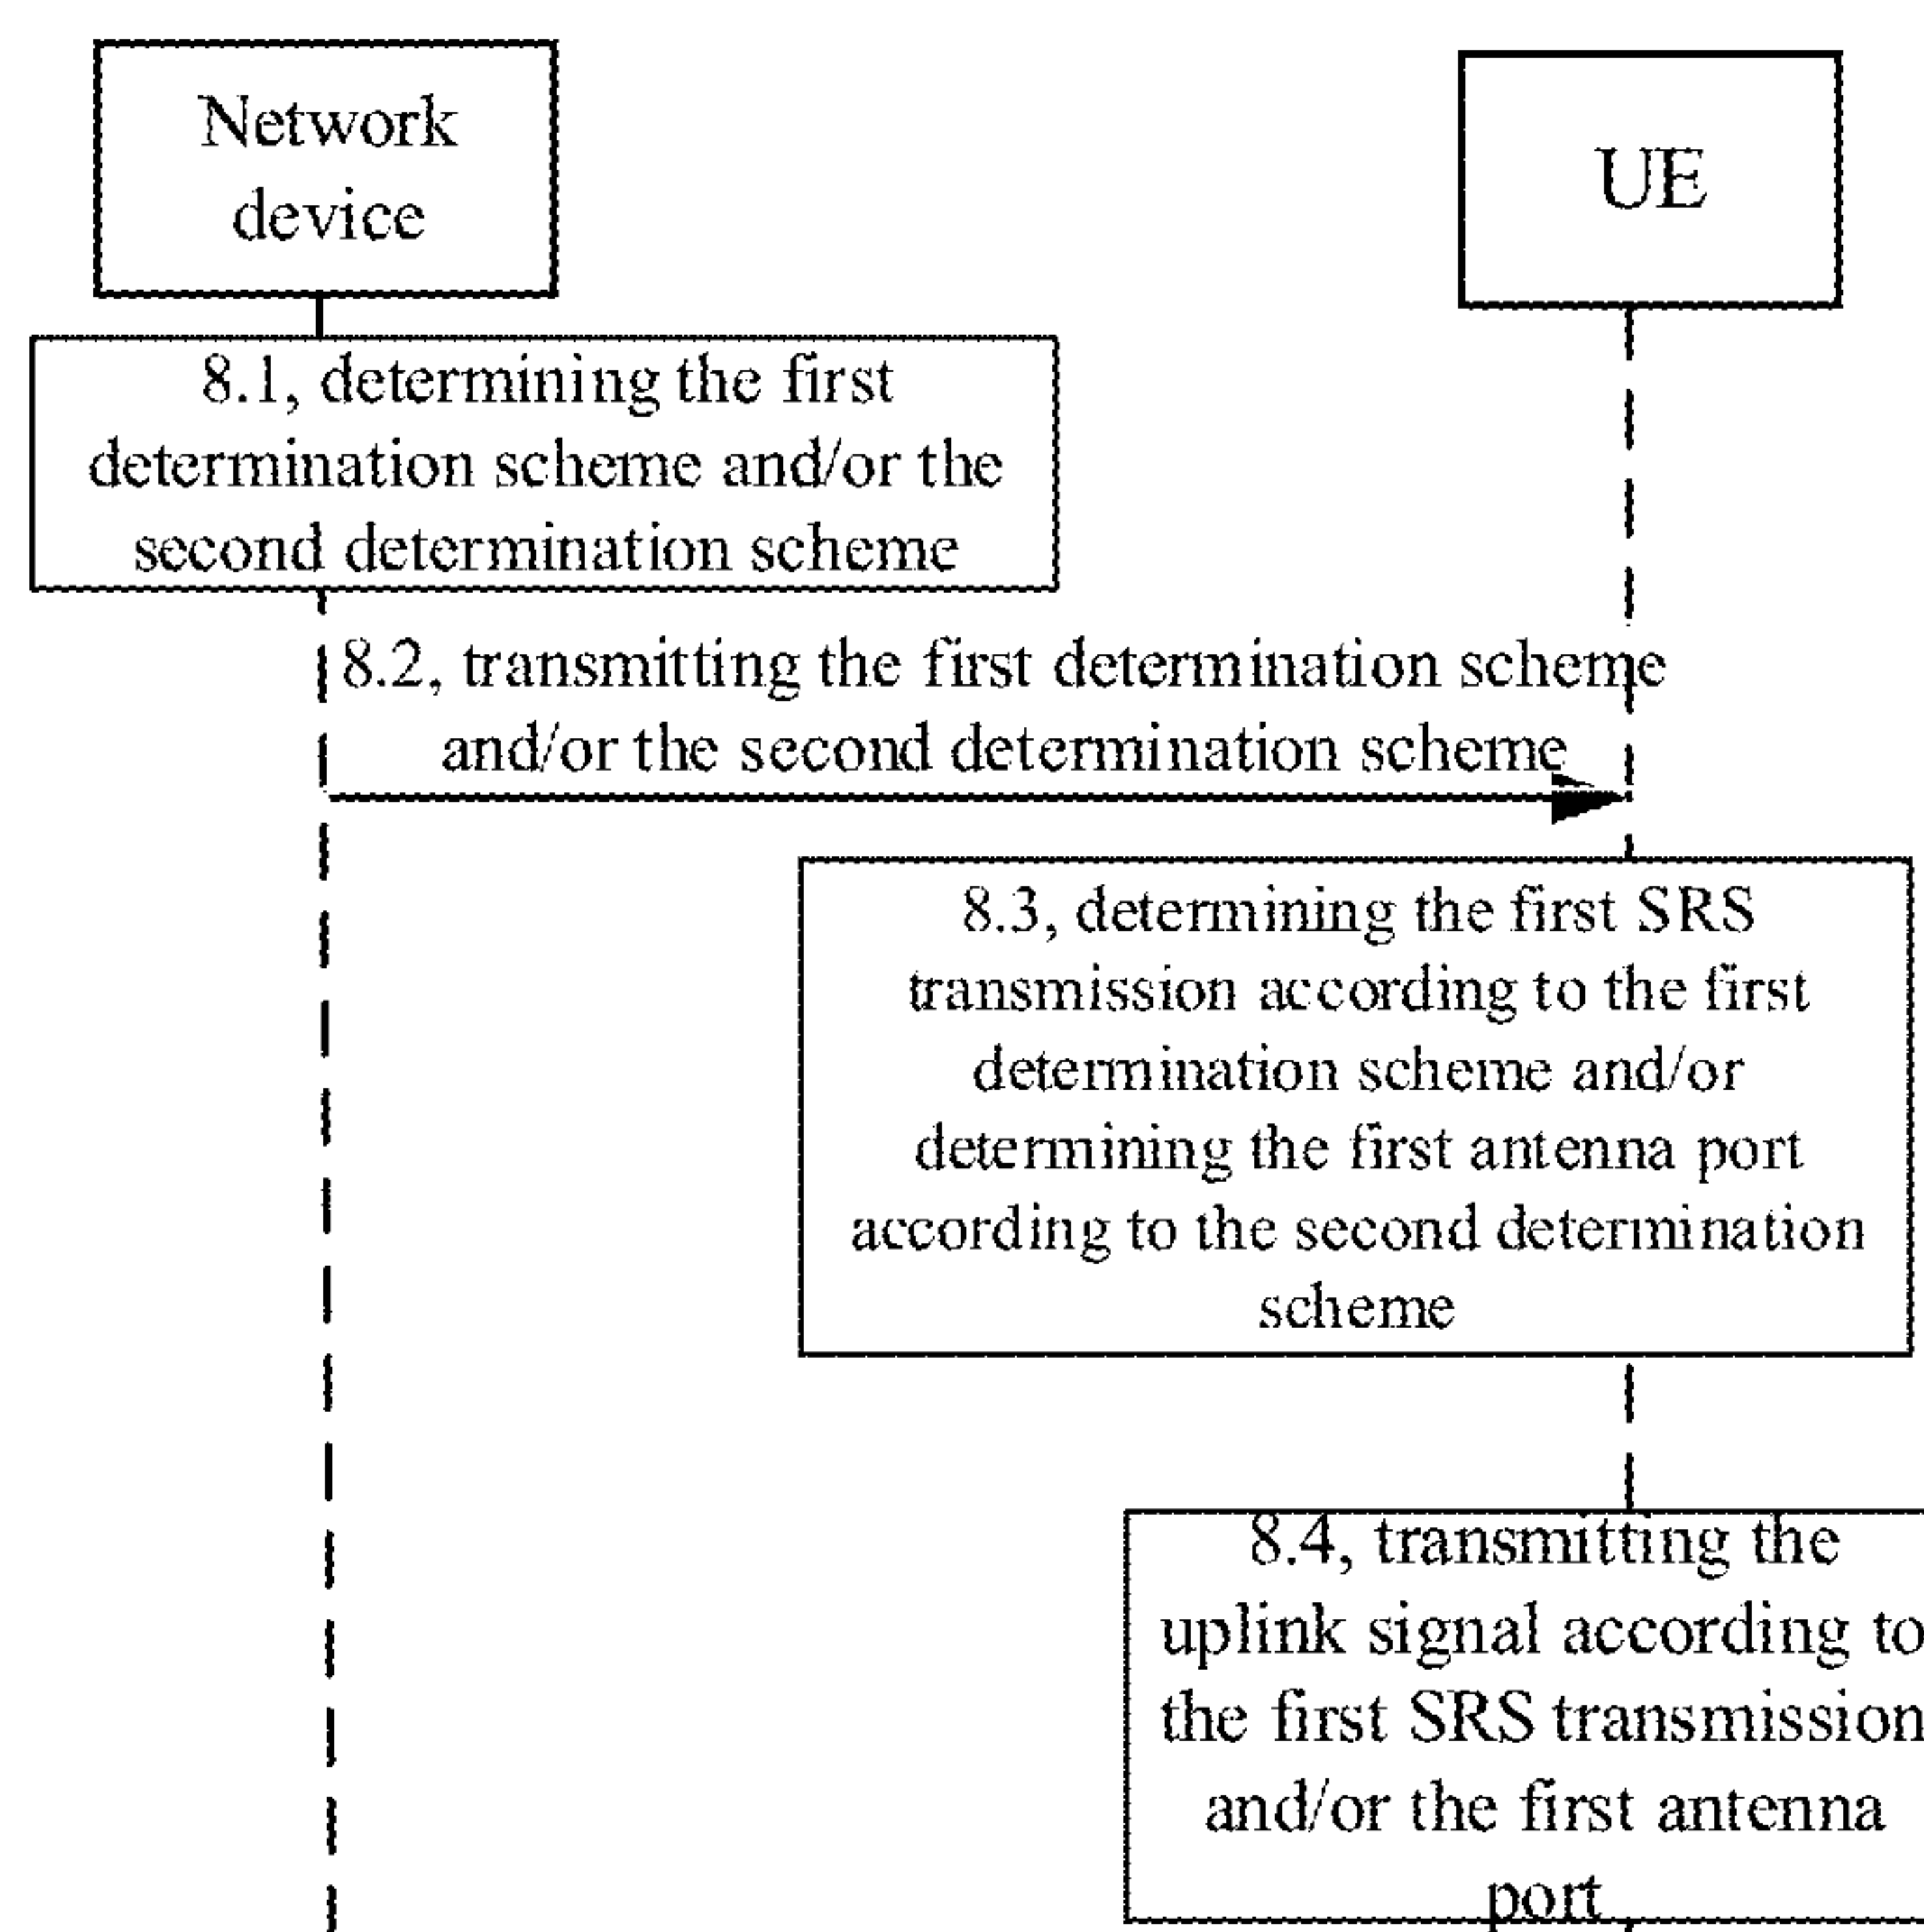 Network
device
UE
8.1, determining the first
determination scheme and/or the
second determination scheme
8.2, transmitting the first determination scheme
and/or the second determination scheme
8.3, determining the first SRS
transmission according to the first
determination scheme and/or
determining the first antenna port
according to the second determination
scheme
8.4, transmitting the
uplink signal according to
the first SRS transmission
and/or the first antenna
port